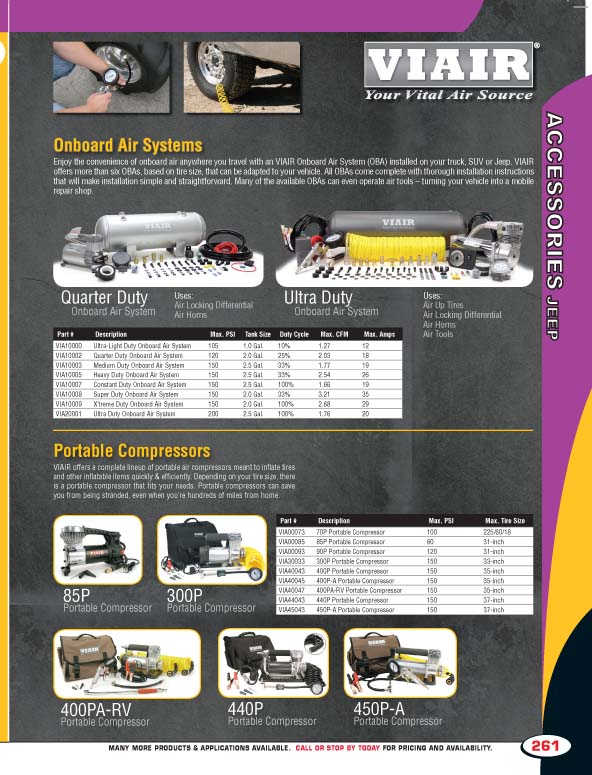 VIAIR®
Your Vital Air Source
ACCESSORIES JEEP
Onboard Air Systems
Enjoy the convenience of onboard air anywhere you travel with an VIAIR Onboard Air System (OBA) installed on your truck, SUV or Jeep. VIAIR
offers more than six OBAs, based on tire size, that can be adapted to your vehicle. All OBAs come complete with thorough installation instructions
that will make installation simple and straightforward. Many of the available OBAs can even operate air tools – turning your vehicle into a mobile
repair shop.
VIAIR
Quarter Duty
Onboard Air System
Uses:
Air Locking Differential
Air Horns
Ultra Duty
Onboard Air System
Uses:
Air Up Tires
Air Locking Differential
Air Horns
Air Tools
Part # Description Max. PSI Tank Size Duty Cycle Max. CFM Max. Amps
VIA10000 Ultra-Light Duty Onboard Air System 105 1.0 Gal. 10% 1.27 12
VIA10002 Quarter Duty Onboard Air System 120 2.0 Gal. 25% 2.03 18
VIA10003 Medium Duty Onboard Air System 150 2.5 Gal. 33% 1.77 19
VIA10005 Heavy Duty Onboard Air System 150 2.5 Gal. 33% 2.54 26
VIA10007 Constant Duty Onboard Air System 150 2.5 Gal. 100% 1.66 19
VIA10008 Super Duty Onboard Air System 150 2.0 Gal. 33% 3.21 35
VIA10009 X'treme Duty Onboard Air System 150 2.0 Gal. 100% 2.68 29
VIA20001 Ultra Duty Onboard Air System 200 2.5 Gal. 100% 1.76 20
Portable Compressors
VIAIR offers a complete lineup of portable air compressors meant to inflate tires
and other inflatable items quickly & efficiently. Depending on your tire size, there
is a portable compressor that fits your needs. Portable compressors can save
you from being stranded, even when you're hundreds of miles from home.
Part # Description Max. PSI Max. Tire Size
VIA00073 70P Portable Compressor 100 225/60/18
VIA00085 85P Portable Compressor 60 31-inch
VIA00093 90P Portable Compressor 120 31-inch
VIA30033 300P Portable Compressor 150 33-inch
VIA40043 400P Portable Compressor 150 35-inch
VIA40045 400P-A Portable Compressor 150 35-inch
VIA40047 400PA-RV Portable Compressor 150 35-inch
VIA44043 440P Portable Compressor 150 37-inch
VIA45043 450P-A Portable Compressor 150 37-inch
85P
Portable Compressor
300P
Portable Compressor
400PA-RV
Portable Compressor
440P
Portable Compressor
450P-A
Portable Compressor
MANY MORE PRODUCTS & APPLICATIONS AVAILABLE. CALL OR STOP BY TODAY FOR PRICING AND AVAILABILITY.
261